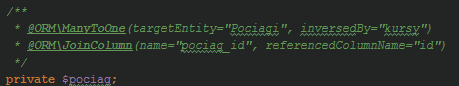 /**
* @ORM\ManyToOne(targetEntity="Pociagi", inversedBy="kursy")
* @ORM\JoinColumn(name="pociag_id", referencedColumnName="id")
*/
private $pociag;